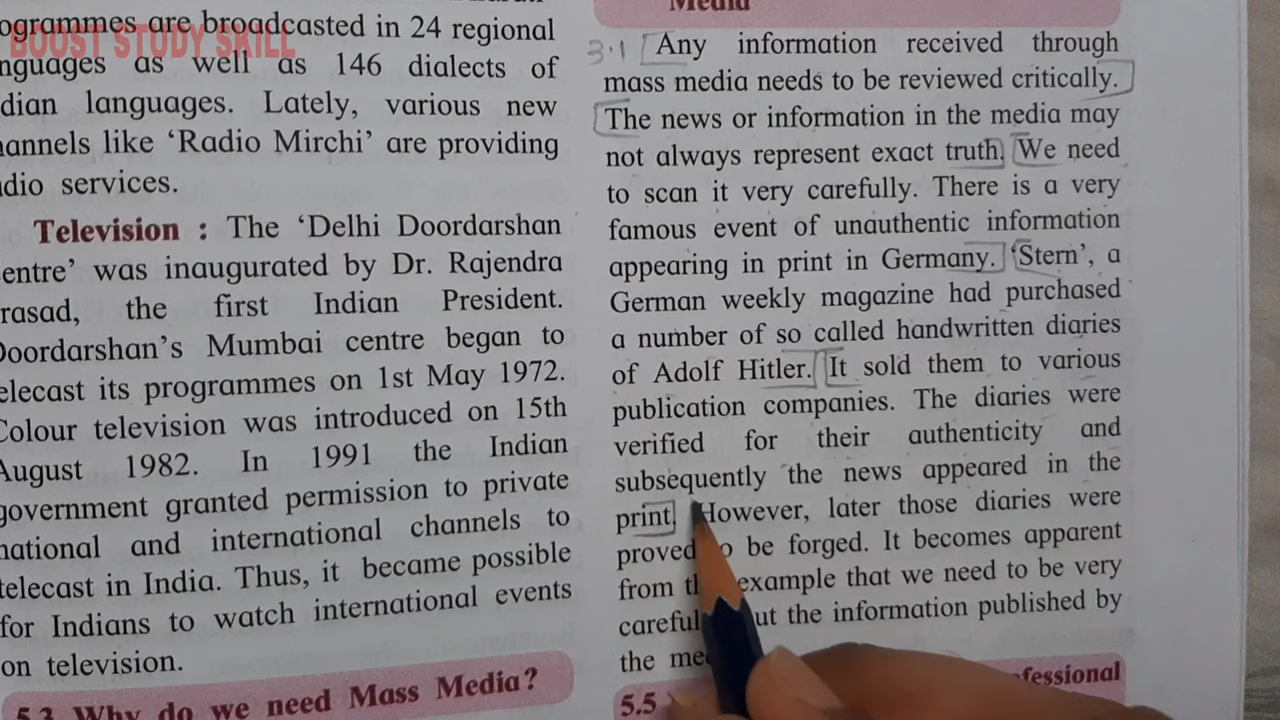 BOOST STUDY SKILL
ogrammes are broadcasted in 24 regional
nguages as well as 146 dialects of
dian languages. Lately, various new
hannels like ‘Radio Mirchi’ are providing
dio services.
Television : The ‘Delhi Doordarshan
entre’ was inaugurated by Dr. Rajendra
rasad, the first Indian President.
Doordarshan’s Mumbai centre began to
elecast its programmes on 1st May 1972.
Colour television was introduced on 15th
August 1982. In 1991 the Indian
government granted permission to private
national and international channels to
telecast in India. Thus, it became possible
for Indians to watch international events
on television.
5.3 Why do we need Mass Media?
Media
3.1 Any information received through
mass media needs to be reviewed critically.
The news or information in the media may
not always represent exact truth. We need
to scan it very carefully. There is a very
famous event of unauthentic information
appearing in print in Germany. ‘Stern’, a
German weekly magazine had purchased
a number of so called handwritten diaries
of Adolf Hitler. It sold them to various
publication companies. The diaries were
verified for their authenticity and
subsequently the news appeared in the
print. However, later those diaries were
proved to be forged. It becomes apparent
from example that we need to be very
careful the information published by
the
5.5 fessional